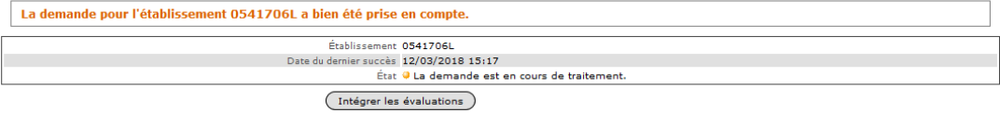 La demande pour l'établissement 0541706L a bien été prise en compte.
Établissement 0541706L
Date du dernier succès 12/03/2018 15:17
État La demande est en cours de traitement.
Intégrer les évaluations